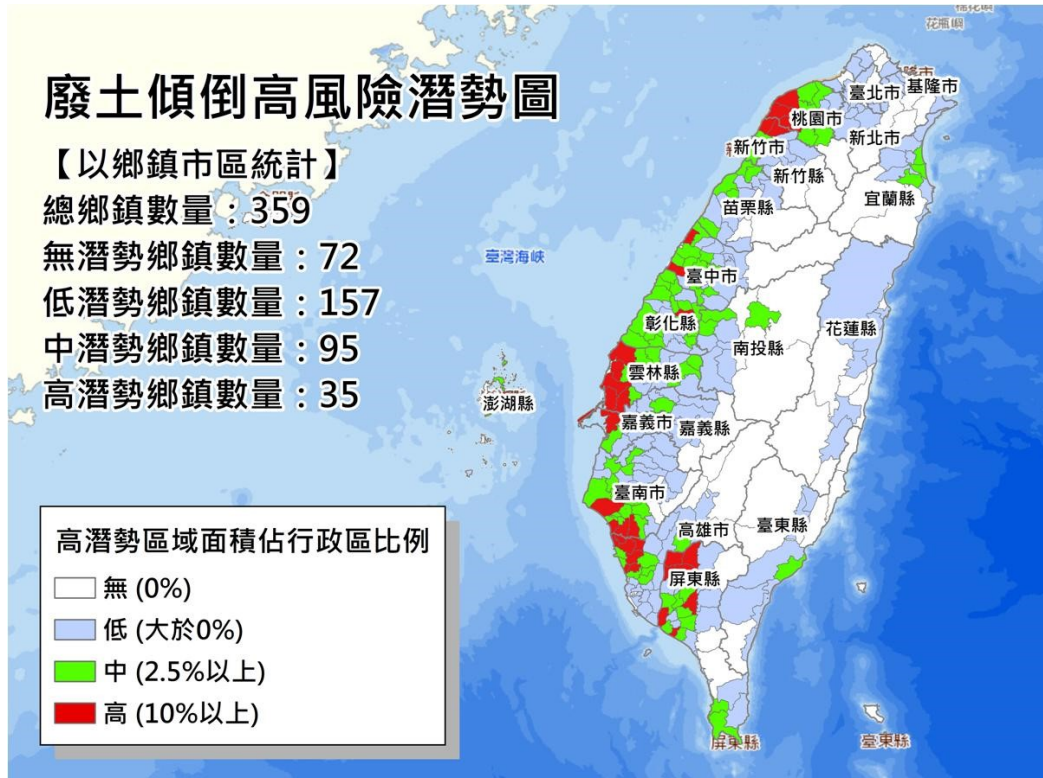 廢土傾倒高風險潛勢圖
【以鄉鎮市區統計】
總鄉鎮數量：359
無潛勢鄉鎮數量：72
低潛勢鄉鎮數量：157
中潛勢鄉鎮數量：95
高潛勢鄉鎮數量：35
花瓶嶼
臺北市
基隆市
桃園市
新北市
新竹市
新竹縣
宜蘭縣
苗栗縣
臺灣海峽
臺中市
彰化縣
花蓮縣
南投縣
雲林縣
澎湖縣
嘉義市
嘉義縣
臺南市
高雄市
臺東縣
屏東縣
屏東縣
臺東縣
高潛勢區域面積佔行政區比例
無 (0%)
低 (大於0%)
中 (2.5%以上)
高 (10%以上)